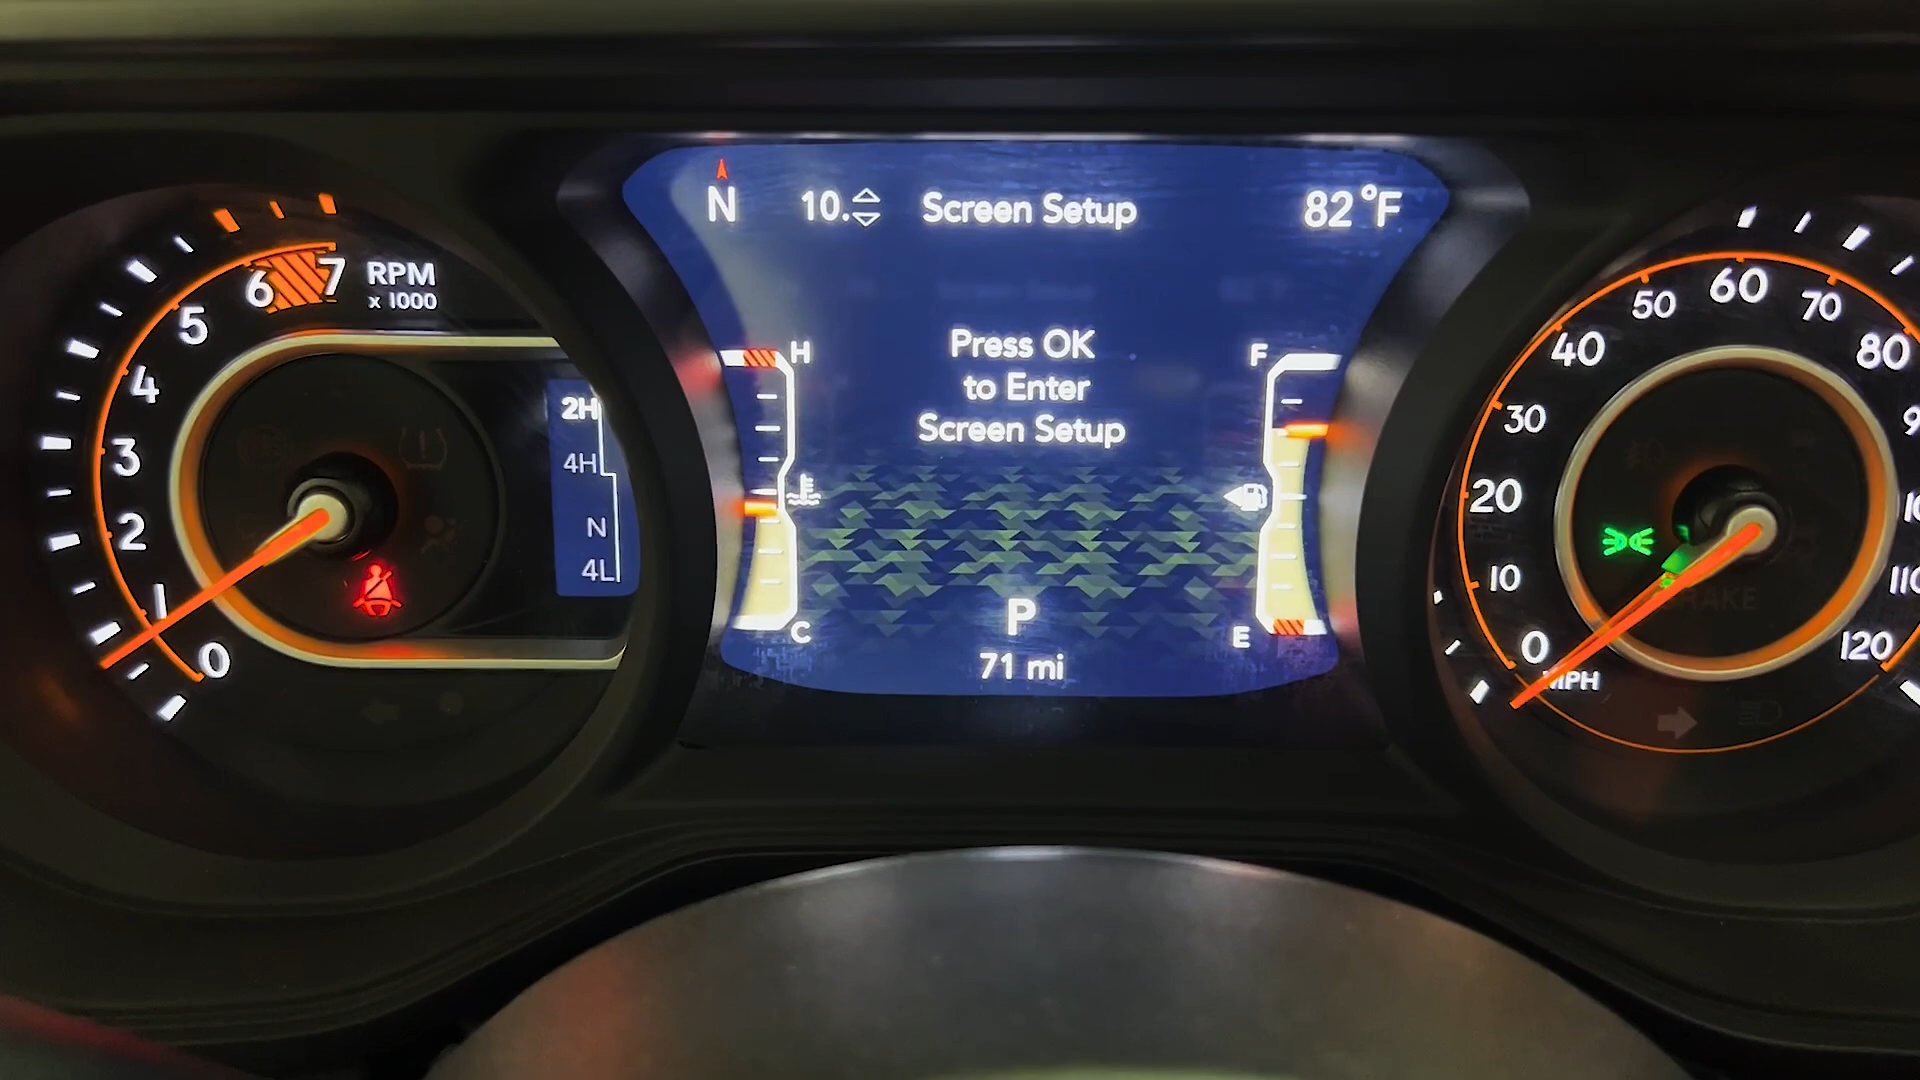 N 10. Screen Setup 82°F
Press OK
to Enter
Screen Setup
H
C
F
E
P
71 mi
RPM
x 1000
0
1
2
3
4
5
6
7
2H
4H
N
4L
0
10
20
30
40
50
60
70
80
120
MPH